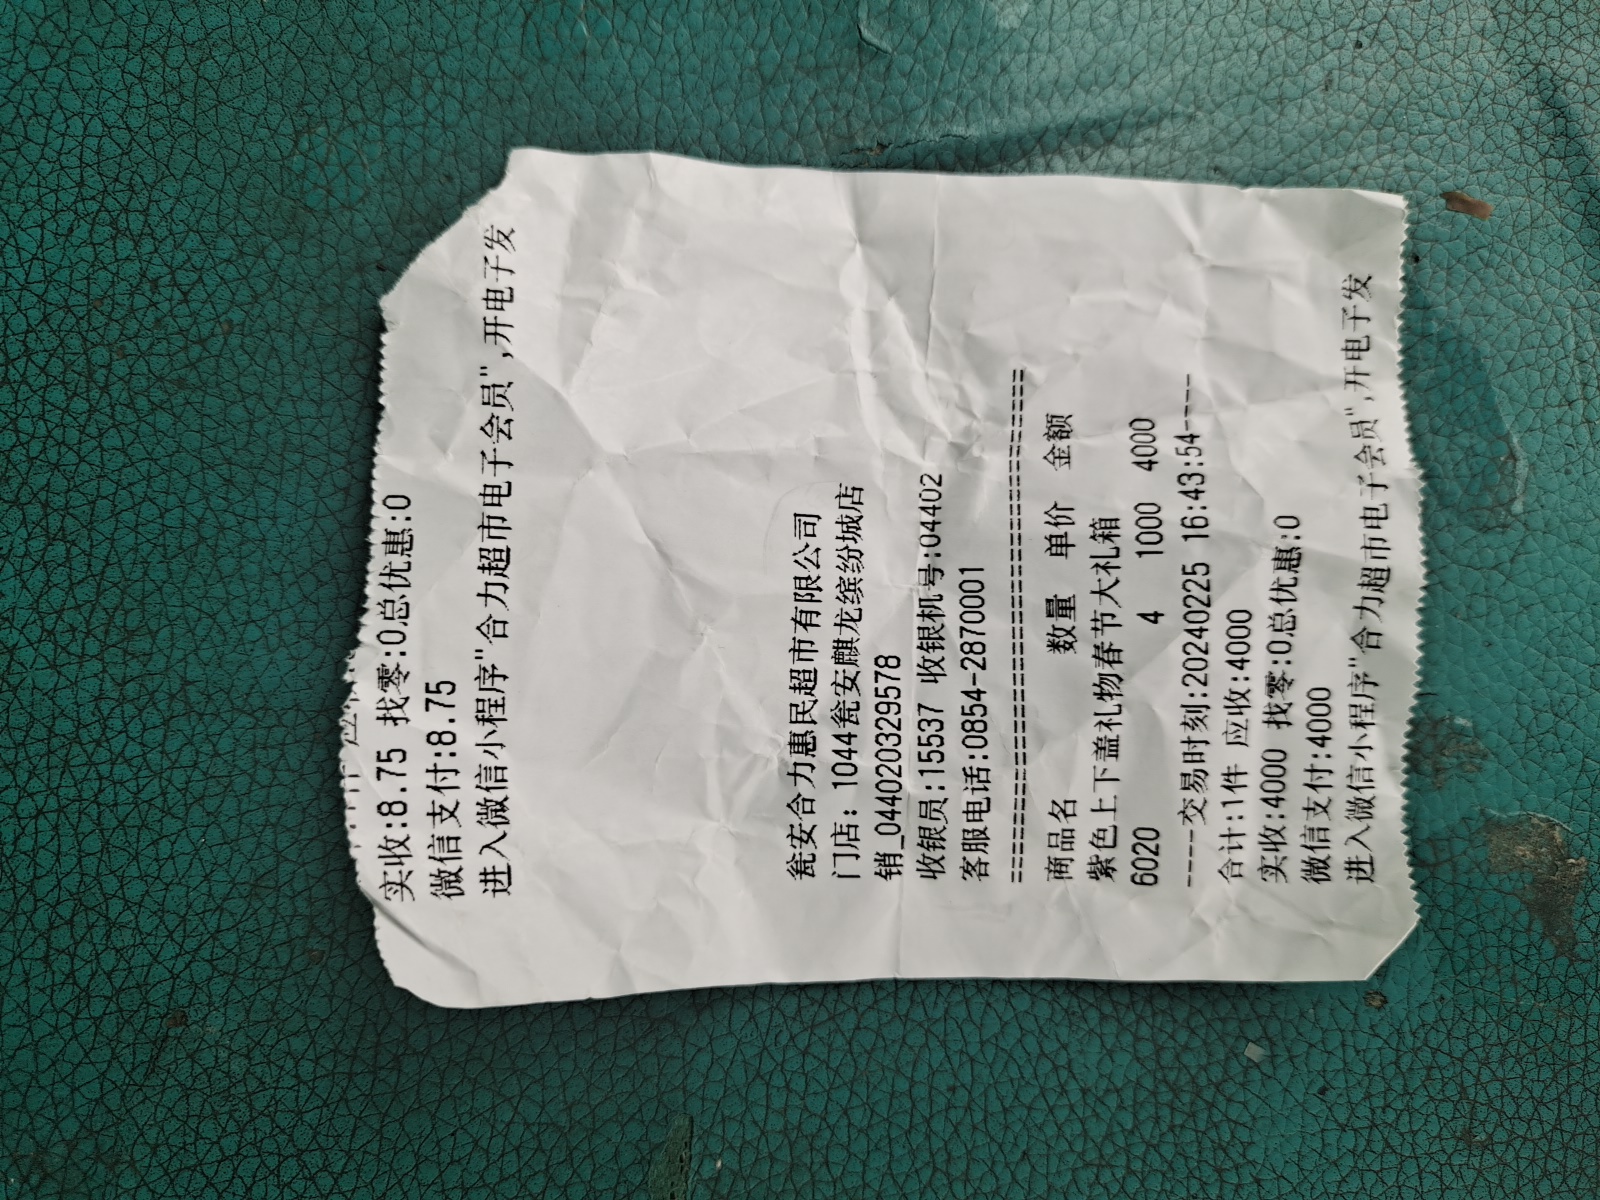 实收:8.75 找零:0总优惠:0
微信支付:8.75
进入微信小程序"合力超市电子会员",开电子发
瓮安合力惠民超市有限公司
门店: 1044瓮安麒龙缤纷城店
销_04402020329578
收银员:15537 收银机号:04402
客服电话:0854-2870001
================================================
商品名 数量 单价 金额
紫色上下盖礼物春节大礼箱
6020 4 1000 4000
----交易时刻:20240225 16:43:54----
合计:1件 应收:4000
实收:4000 找零:0总优惠:0
微信支付:4000
进入微信小程序"合力超市电子会员",开电子发